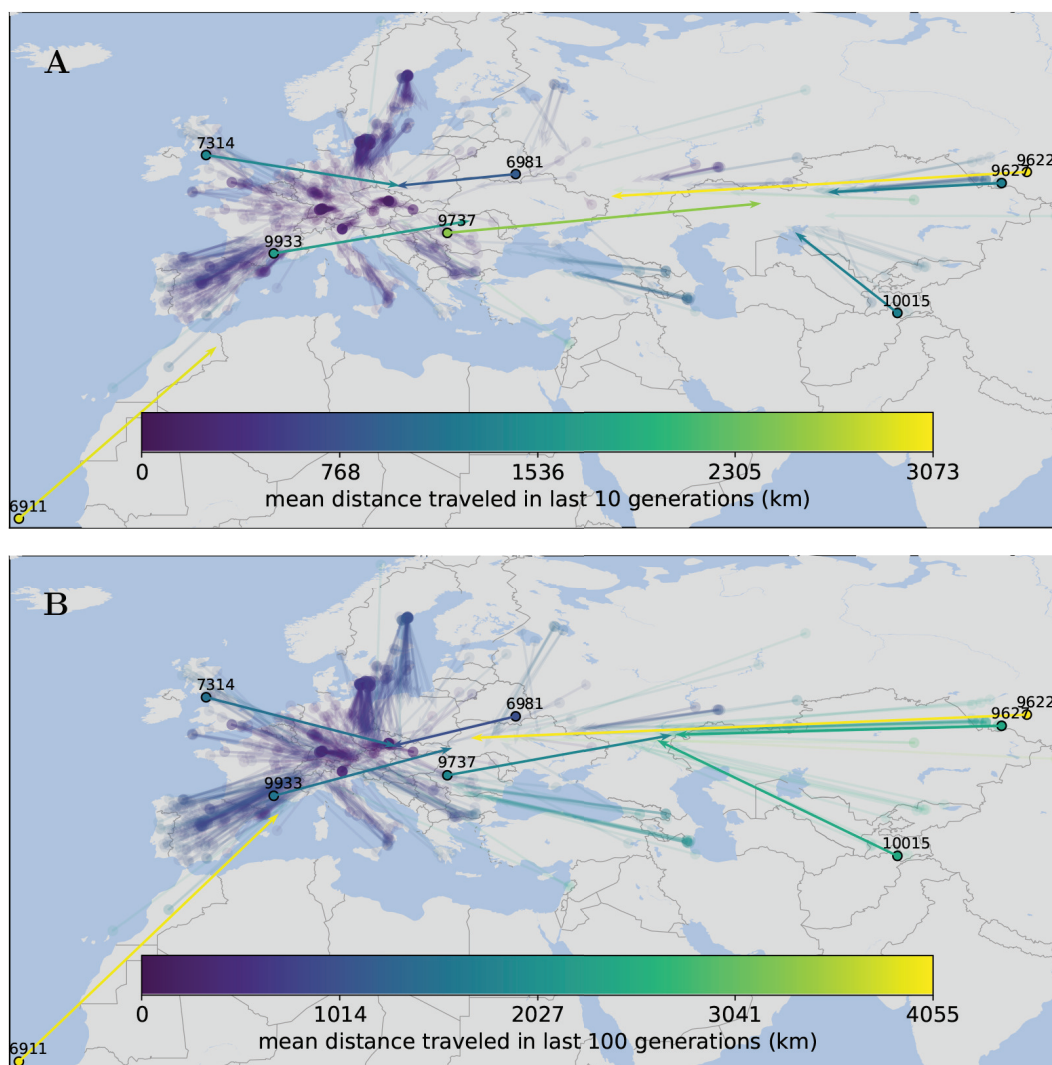 A
7314
6981
9622
9627
9737
9933
10015
6911
0 768 1536 2305 3073
mean distance traveled in last 10 generations (km)
B
7314
6981
9622
9627
9737
9933
10015
6911
0 1014 2027 3041 4055
mean distance traveled in last 100 generations (km)